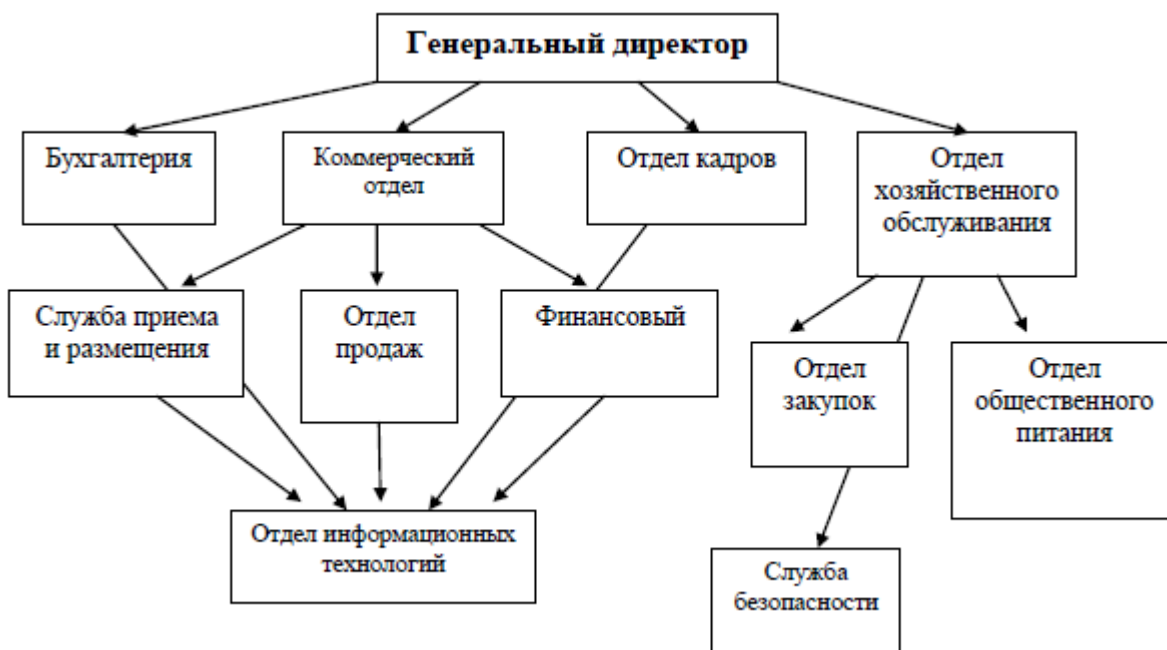 Генеральный директор
Бухгалтерия
Коммерческий
отдел
Отдел кадров
Отдел
хозяйственного
обслуживания
Служба приема
и размещения
Отдел
продаж
Финансовый
Отдел
закупок
Отдел
общественного
питания
Отдел информационных
технологий
Служба
безопасности